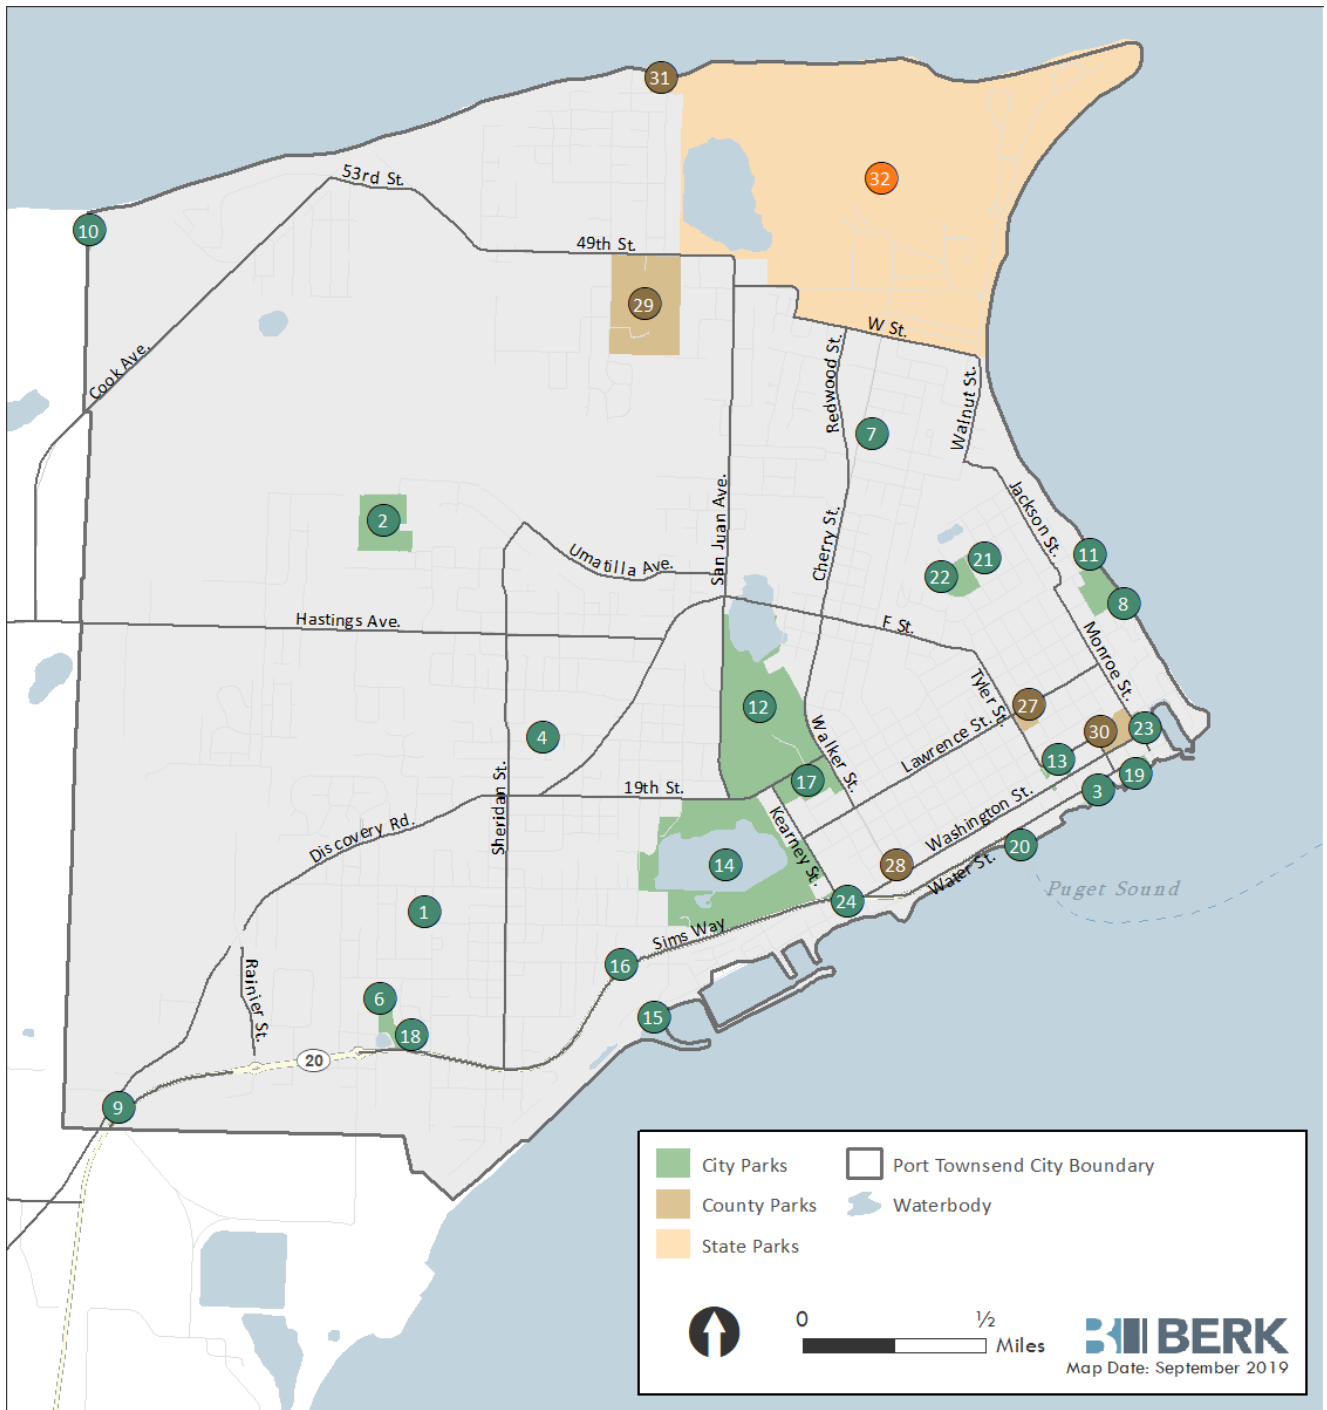 31
32
53rd St.
10
49th St.
29
W St.
Redwood St.
Cook Ave.
Walnut St.
7
San Juan Ave.
Jackson St.
2
Cherry St.
Umatilla Ave.
11
21
22
8
Hastings Ave.
F St.
Monroe St.
Tyler St.
12
27
4
Walker St.
Lawrence St.
30
23
13
19
17
19th St.
3
Sheridan St.
Kearney St.
Washington St.
Discovery Rd.
20
14
28
Water St.
Puget Sound
24
1
Sims Way
16
Rainier St.
6
15
18
20
9
City Parks
Port Townsend City Boundary
County Parks
Waterbody
State Parks
0 ½
Miles
BERK
Map Date: September 2019